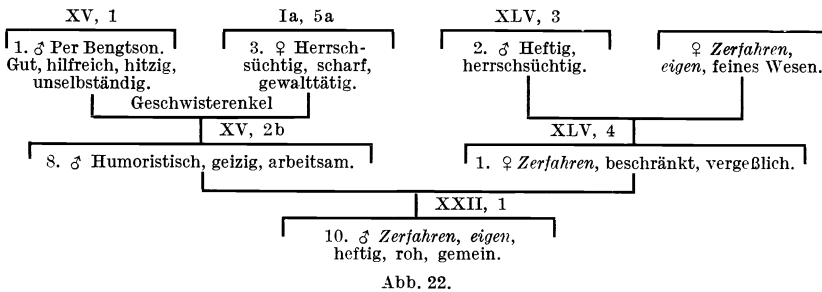 XV, 1
1. ♂ Per Bengtson.
Gut, hilfreich, hitzig,
unselbständig.
Ia, 5a
3. ♀ Herrsch-
süchtig, scharf,
gewalttätig.
XLV, 3
2. ♂ Heftig,
herrschsüchtig.
♀ Zerfahren,
eigen, feines Wesen.
Geschwisterenkel
XV, 2b
8. ♂ Humoristisch, geizig, arbeitsam.
XLV, 4
1. ♀ Zerfahren, beschränkt, vergeßlich.
XXII, 1
10. ♂ Zerfahren, eigen,
heftig, roh, gemein.
Abb. 22.